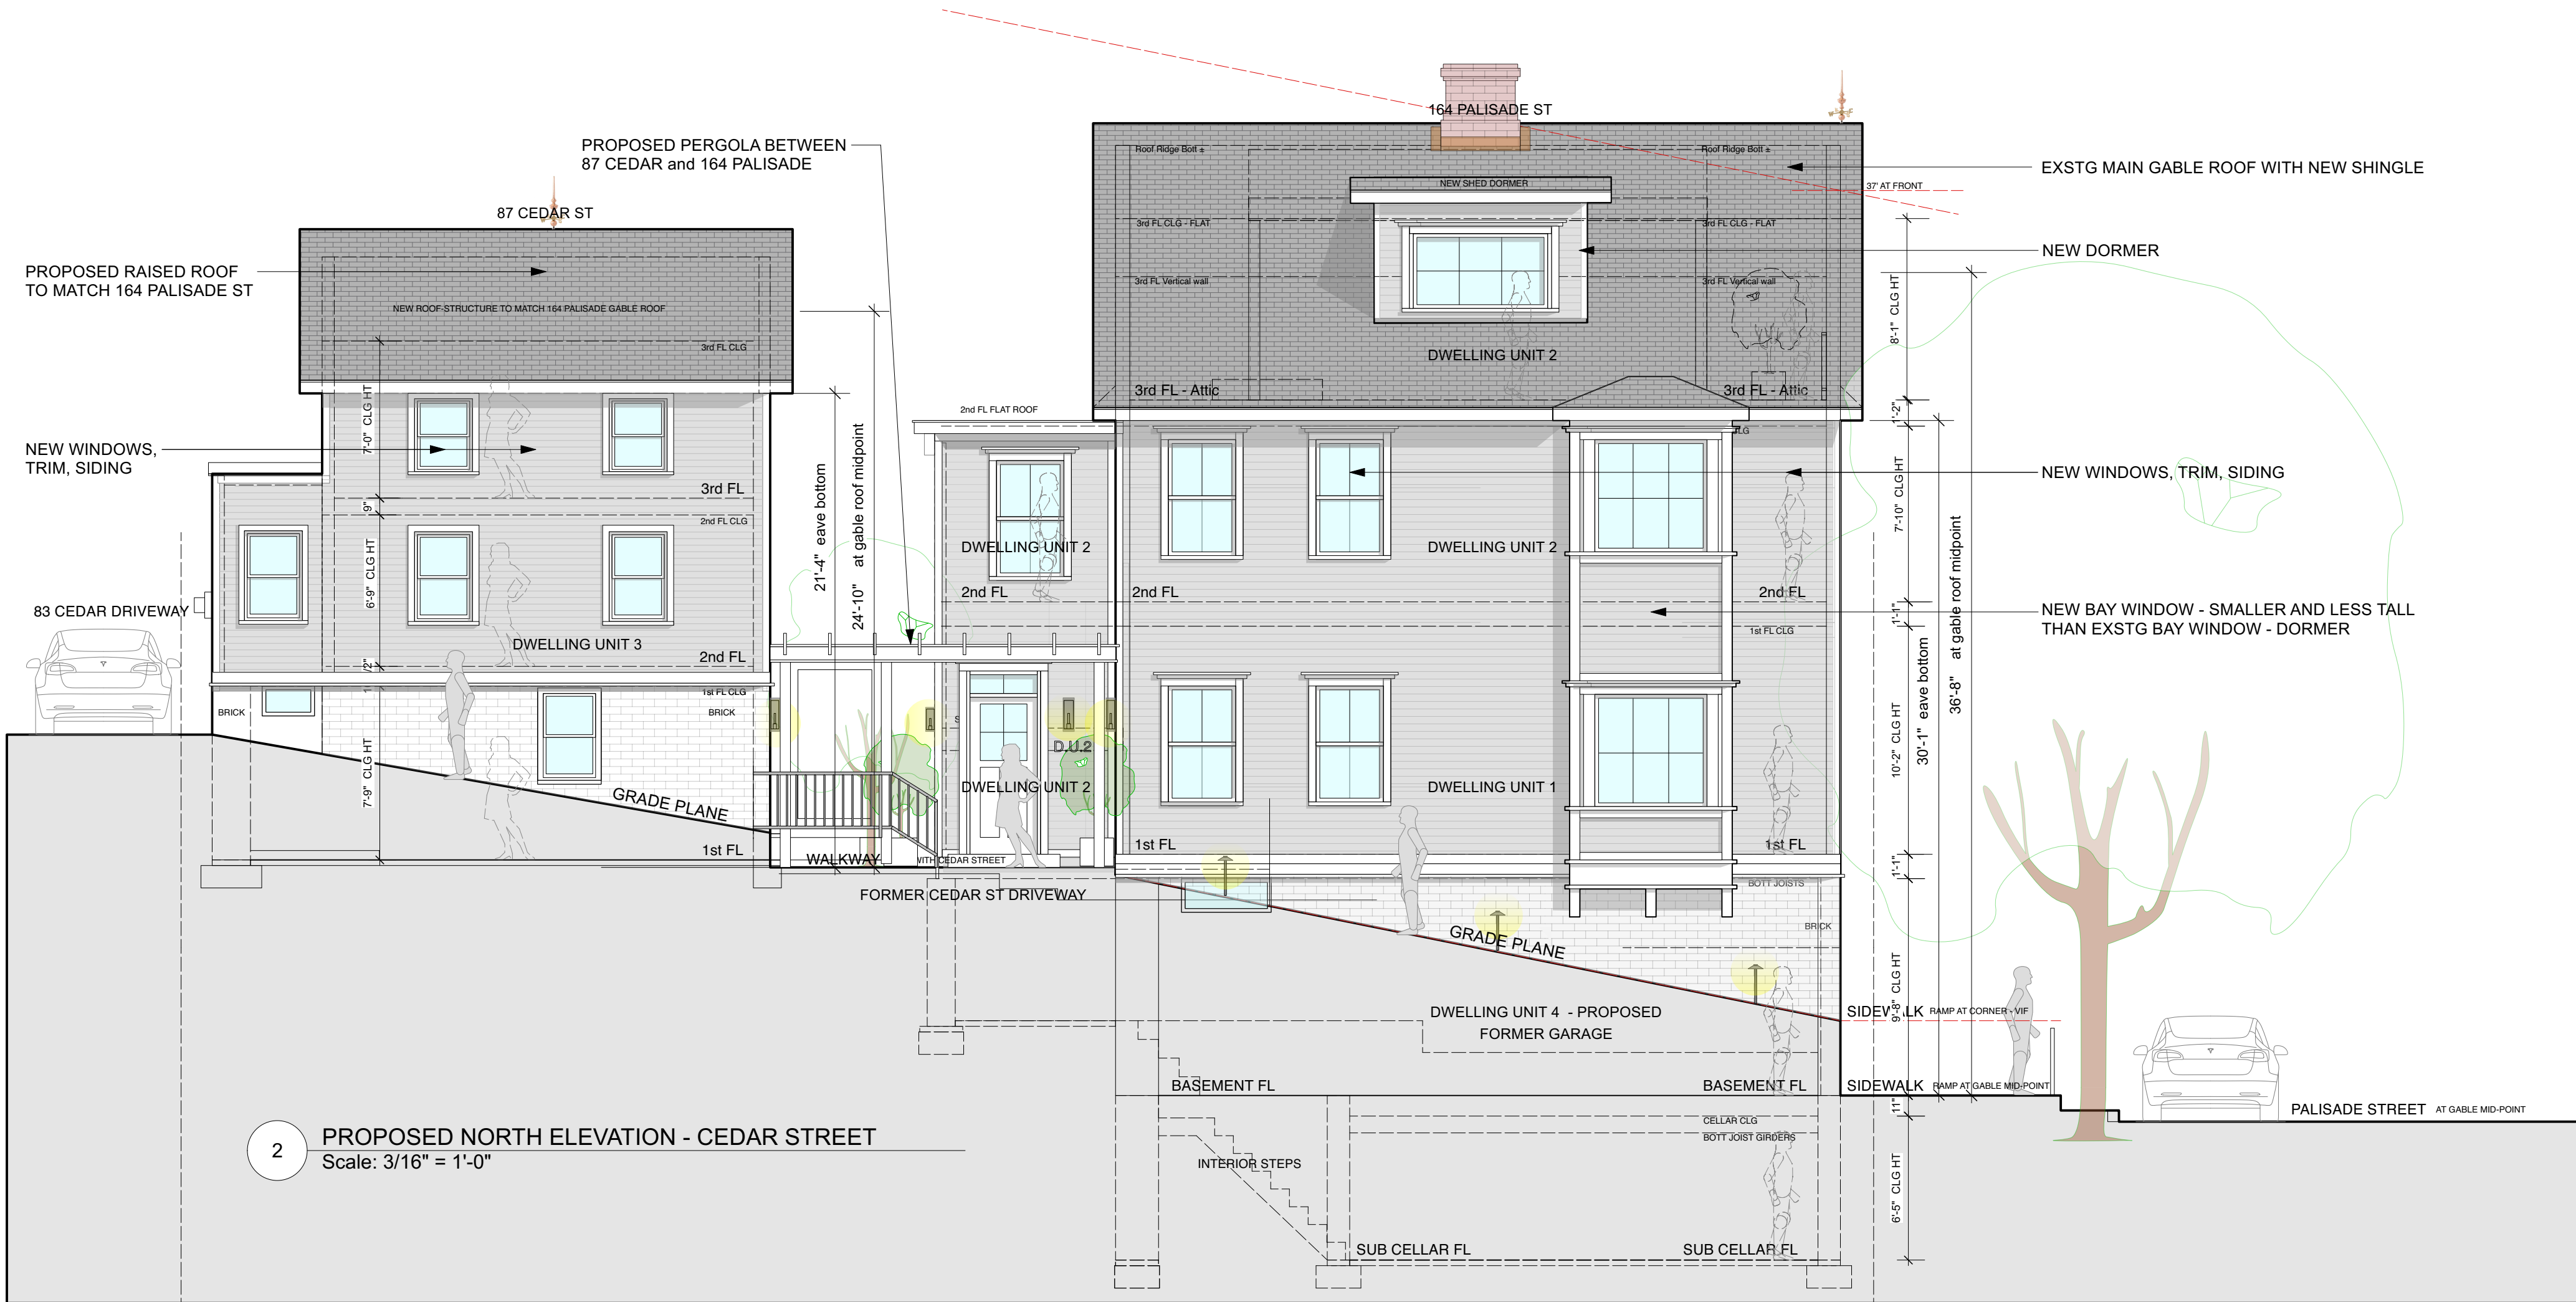 164 PALISADE ST
PROPOSED PERGOLA BETWEEN
87 CEDAR and 164 PALISADE
Roof Ridge Bott ±
Roof Ridge Bott ±
EXSTG MAIN GABLE ROOF WITH NEW SHINGLE
NEW SHED DORMER
37' AT FRONT
87 CEDAR ST
3rd FL CLG - FLAT
3rd FL CLG - FLAT
NEW DORMER
PROPOSED RAISED ROOF
TO MATCH 164 PALISADE ST
3rd FL Vertical wall
3rd FL Vertical wall
NEW ROOF-STRUCTURE TO MATCH 164 PALISADE GABLE ROOF
8'-1" CLG HT
3rd FL CLG
DWELLING UNIT 2
3rd FL - Attic
3rd FL - Attic
7'-0" CLG HT
2nd FL FLAT ROOF
1'-2"
NEW WINDOWS,
TRIM, SIDING
NEW WINDOWS, TRIM, SIDING
3rd FL
9"
2nd FL CLG
21'-4" eave bottom
24'-10" at gable roof midpoint
7'-10" CLG HT
DWELLING UNIT 2
DWELLING UNIT 2
6'-9" CLG HT
2nd FL
2nd FL
2nd FL
36'-8" at gable roof midpoint
83 CEDAR DRIVEWAY
NEW BAY WINDOW - SMALLER AND LESS TALL
THAN EXSTG BAY WINDOW - DORMER
1'-1"
1st FL CLG
DWELLING UNIT 3
2nd FL
1st FL CLG
BRICK
BRICK
30'-1" eave bottom
10'-2" CLG HT
D.U.2
7'-9" CLG HT
DWELLING UNIT 2
DWELLING UNIT 1
GRADE PLANE
1st FL
1st FL
1st FL
WALKWAY
WITH CEDAR STREET
1'-1"
BOTT JOISTS
FORMER CEDAR ST DRIVEWAY
BRICK
GRADE PLANE
9'-8" CLG HT
DWELLING UNIT 4 - PROPOSED
FORMER GARAGE
SIDEWALK RAMP AT CORNER - VIF
BASEMENT FL
BASEMENT FL
SIDEWALK RAMP AT GABLE MID-POINT
11"
PALISADE STREET AT GABLE MID-POINT
CELLAR CLG
BOTT JOIST GIRDERS
2
PROPOSED NORTH ELEVATION - CEDAR STREET
Scale: 3/16" = 1'-0"
INTERIOR STEPS
6'-5" CLG HT
SUB CELLAR FL
SUB CELLAR FL